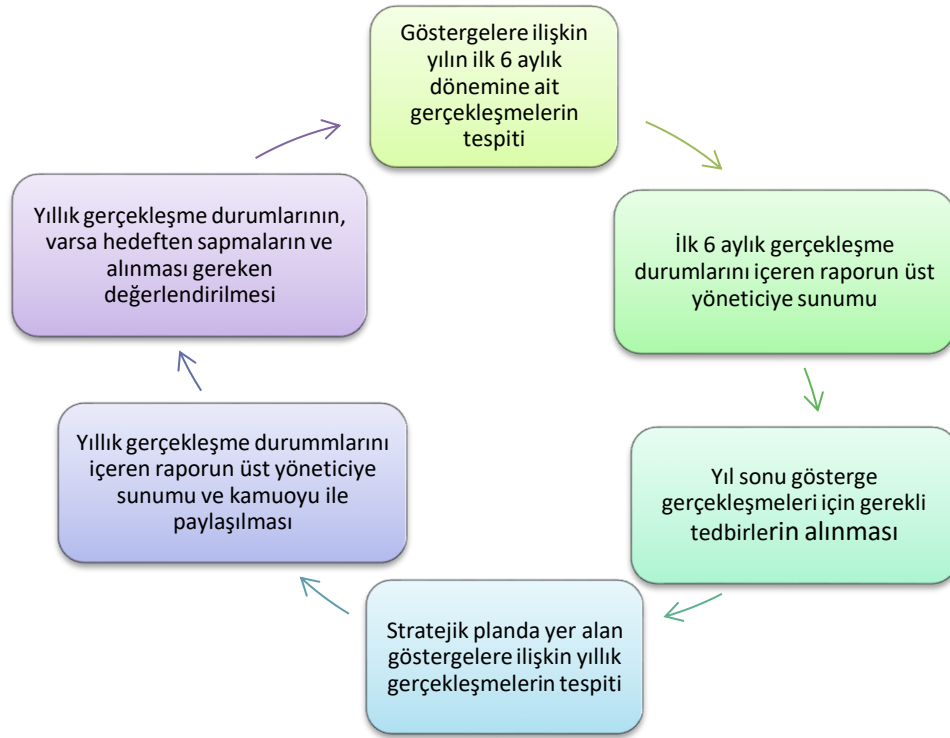 Göstergelere ilişkin
yılın ilk 6 aylık
dönemine ait
gerçekleşmelerin
tespiti
İlk 6 aylık gerçekleşme
durumlarını içeren raporun üst
yöneticiye sunumu
Yıl sonu gösterge
gerçekleşmeleri için gerekli
tedbirlerin alınması
Stratejik planda yer alan
göstergelere ilişkin yıllık
gerçekleşmelerin tespiti
Yıllık gerçekleşme durummlarını
içeren raporun üst yöneticiye
sunumu ve kamuoyu ile
paylaşılması
Yıllık gerçekleşme durumlarının,
varsa hedeften sapmaların ve
alınması gereken
değerlendirilmesi